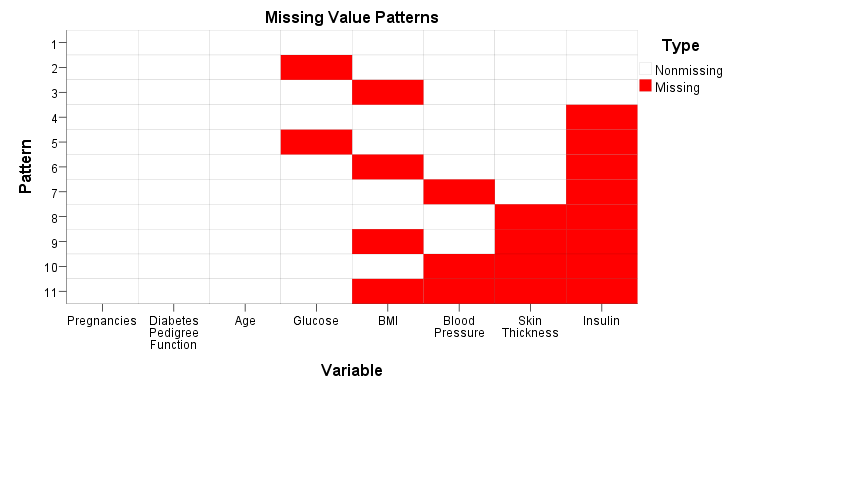 Missing Value Patterns
Type
Nonmissing
Missing
Pattern
1
2
3
4
5
6
7
8
9
10
11
Pregnancies
Diabetes
Pedigree
Function
Age
Glucose
BMI
Blood
Pressure
Skin
Thickness
Insulin
Variable